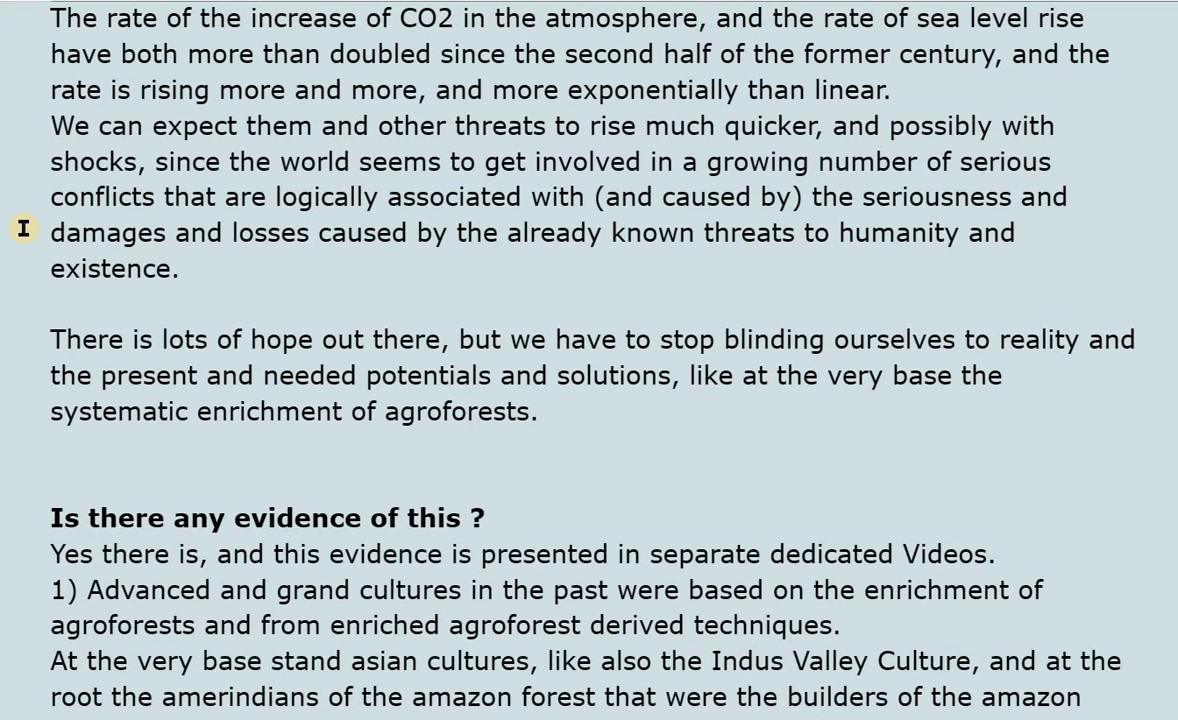 The rate of the increase of CO2 in the atmosphere, and the rate of sea level rise
have both more than doubled since the second half of the former century, and the
rate is rising more and more, and more exponentially than linear.
We can expect them and other threats to rise much quicker, and possibly with
shocks, since the world seems to get involved in a growing number of serious
conflicts that are logically associated with (and caused by) the seriousness and
damages and losses caused by the already known threats to humanity and
existence.
There is lots of hope out there, but we have to stop blinding ourselves to reality and
the present and needed potentials and solutions, like at the very base the
systematic enrichment of agroforests.
Is there any evidence of this ?
Yes there is, and this evidence is presented in separate dedicated Videos.
1) Advanced and grand cultures in the past were based on the enrichment of
agroforests and from enriched agroforest derived techniques.
At the very base stand asian cultures, like also the Indus Valley Culture, and at the
root the amerindians of the amazon forest that were the builders of the amazon